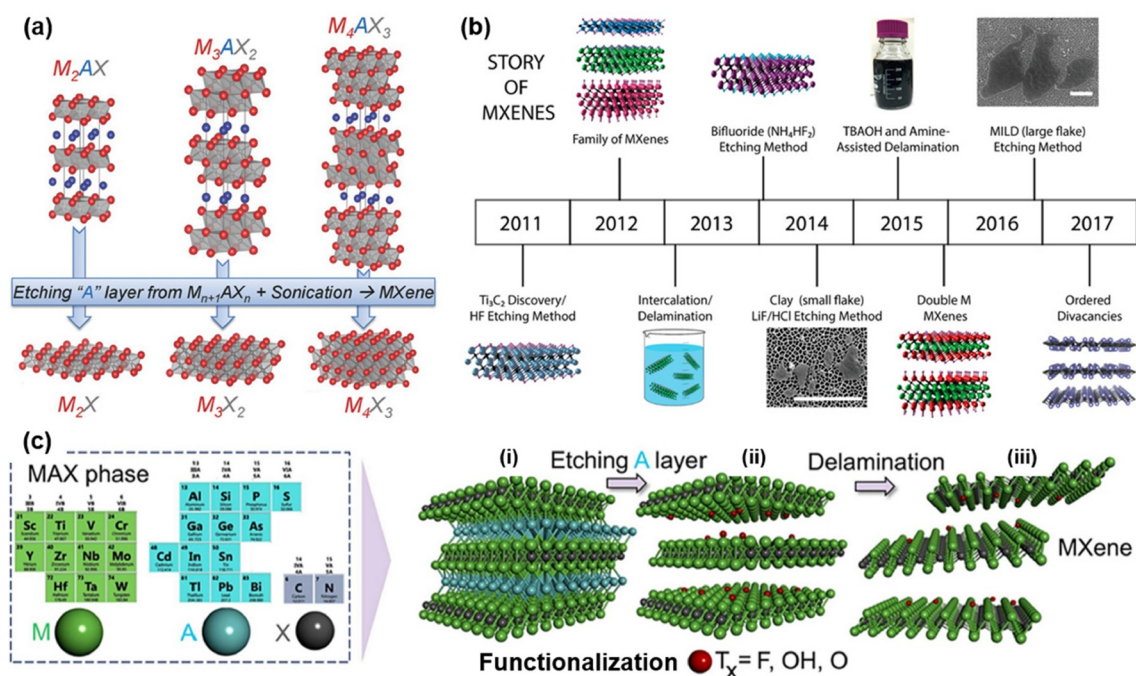 (a)
M₂AX
M₃AX₂
M₄AX₃
Etching "A" layer from Mn+1AXn + Sonication → MXene
M₂X
M₃X₂
M₄X₃
(b)
STORY
OF
MXENES
Family of MXenes
Bifluoride (NH₄HF₂)
Etching Method
TBAOH and Amine-
Assisted Delamination
MILD (large flake)
Etching Method
2011
2012
2013
2014
2015
2016
2017
Ti₃C₂ Discovery/
HF Etching Method
Intercalation/
Delamination
Clay (small flake)
LiF/HCl Etching Method
Double M
MXenes
Ordered
Divacancies
(c)
MAX phase
Sc Ti V Cr
Y Zr Nb Mo
Hf Ta W
Al Si P S
Ga Ge As
Cd In Sn
Tl Pb Bi
C N
M
A
X
(i)
Etching A layer
(ii)
Delamination
(iii)
MXene
Functionalization
Tx= F, OH, O